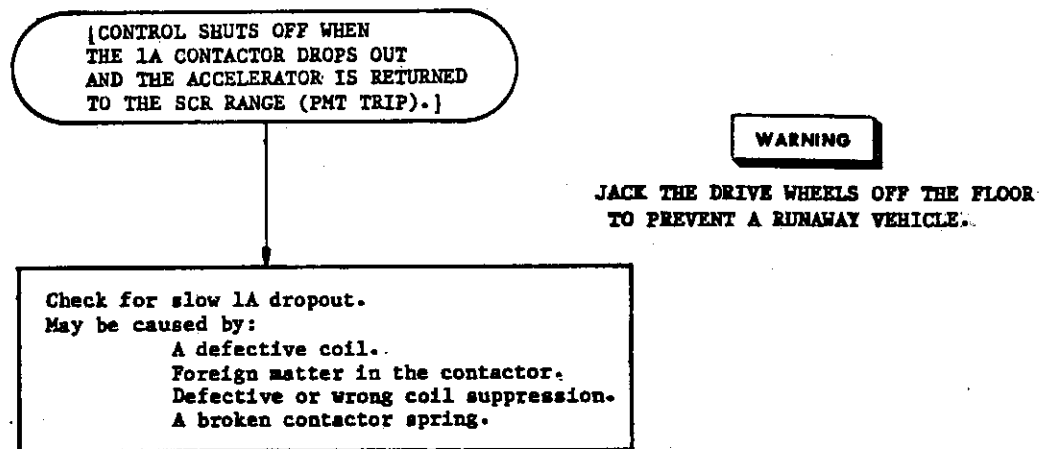 [CONTROL SHUTS OFF WHEN
THE 1A CONTACTOR DROPS OUT
AND THE ACCELERATOR IS RETURNED
TO THE SCR RANGE (PMT TRIP).]
WARNING
JACK THE DRIVE WHEELS OFF THE FLOOR
TO PREVENT A RUNAWAY VEHICLE.
Check for slow 1A dropout.
May be caused by:
A defective coil.
Foreign matter in the contactor.
Defective or wrong coil suppression.
A broken contactor spring.